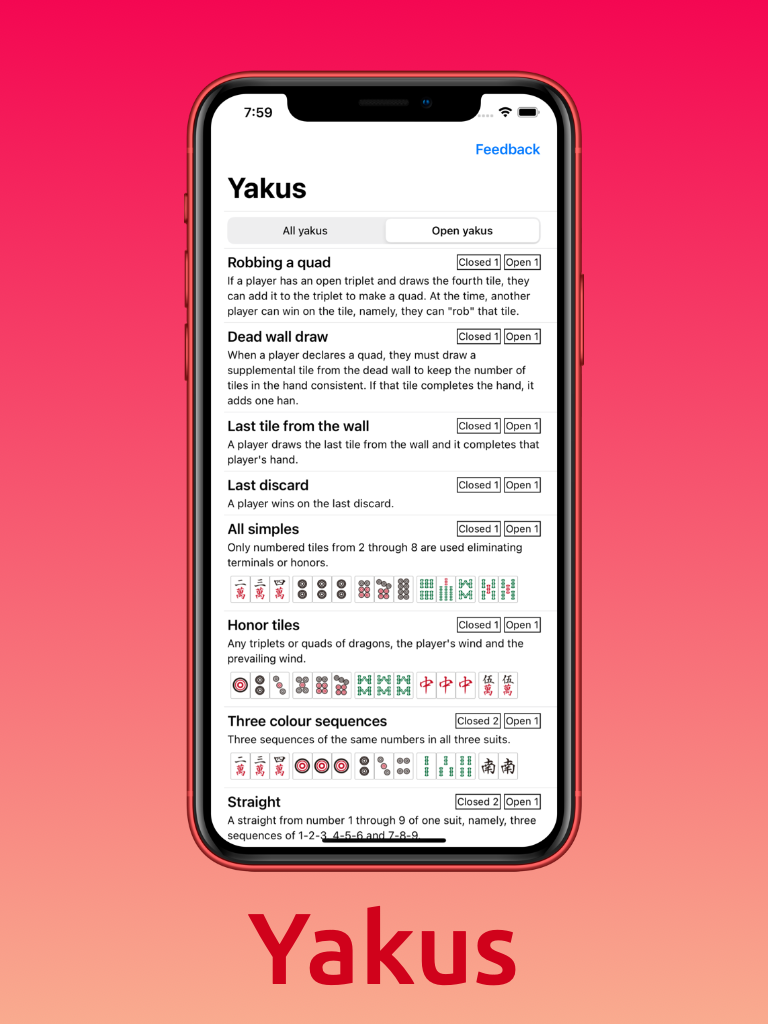 7:59
Feedback
Yakus
All yakus
Open yakus
Robbing a quad
Closed 1
Open 1
If a player has an open triplet and draws the fourth tile, they
can add it to the triplet to make a quad. At the time, another
player can win on the tile, namely, they can "rob" that tile.
Dead wall draw
Closed 1
Open 1
When a player declares a quad, they must draw a
supplemental tile from the dead wall to keep the number of
tiles in the hand consistent. If that tile completes the hand, it
adds one han.
Last tile from the wall
Closed 1
Open 1
A player draws the last tile from the wall and it completes that
player's hand.
Last discard
Closed 1
Open 1
A player wins on the last discard.
All simples
Closed 1
Open 1
Only numbered tiles from 2 through 8 are used eliminating
terminals or honors.
二萬 三萬 四萬
Honor tiles
Closed 1
Open 1
Any triplets or quads of dragons, the player's wind and the
prevailing wind.
中 中 中 伍萬 伍萬
Three colour sequences
Closed 2
Open 1
Three sequences of the same numbers in all three suits.
二萬 三萬 四萬 南 南
Straight
Closed 2
Open 1
A straight from number 1 through 9 of one suit, namely, three
sequences of 1-2-3, 4-5-6 and 7-8-9.
Yakus